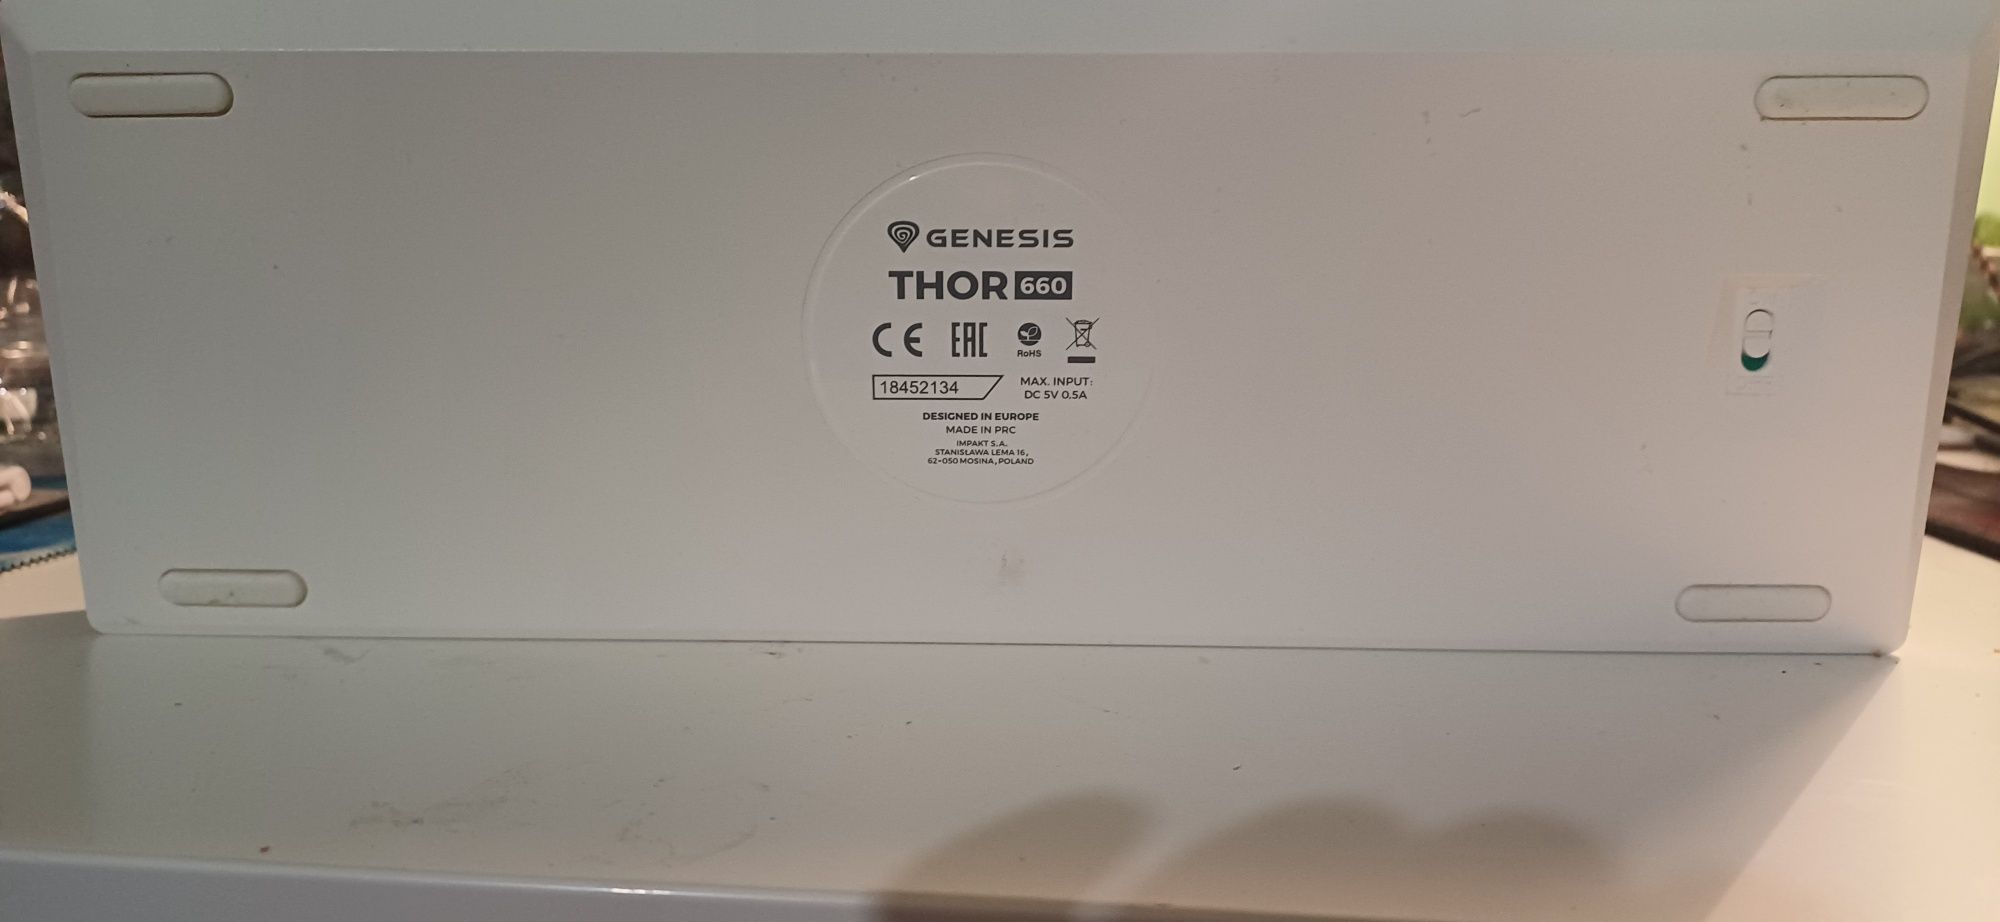 GENESIS
THOR 660
CE EAC RoHS
18452134
MAX. INPUT:
DC 5V 0.5A
DESIGNED IN EUROPE
MADE IN PRC
IMPAKT S.A.
STANISŁAWA LEMA 16,
62-050 MOSINA, POLAND